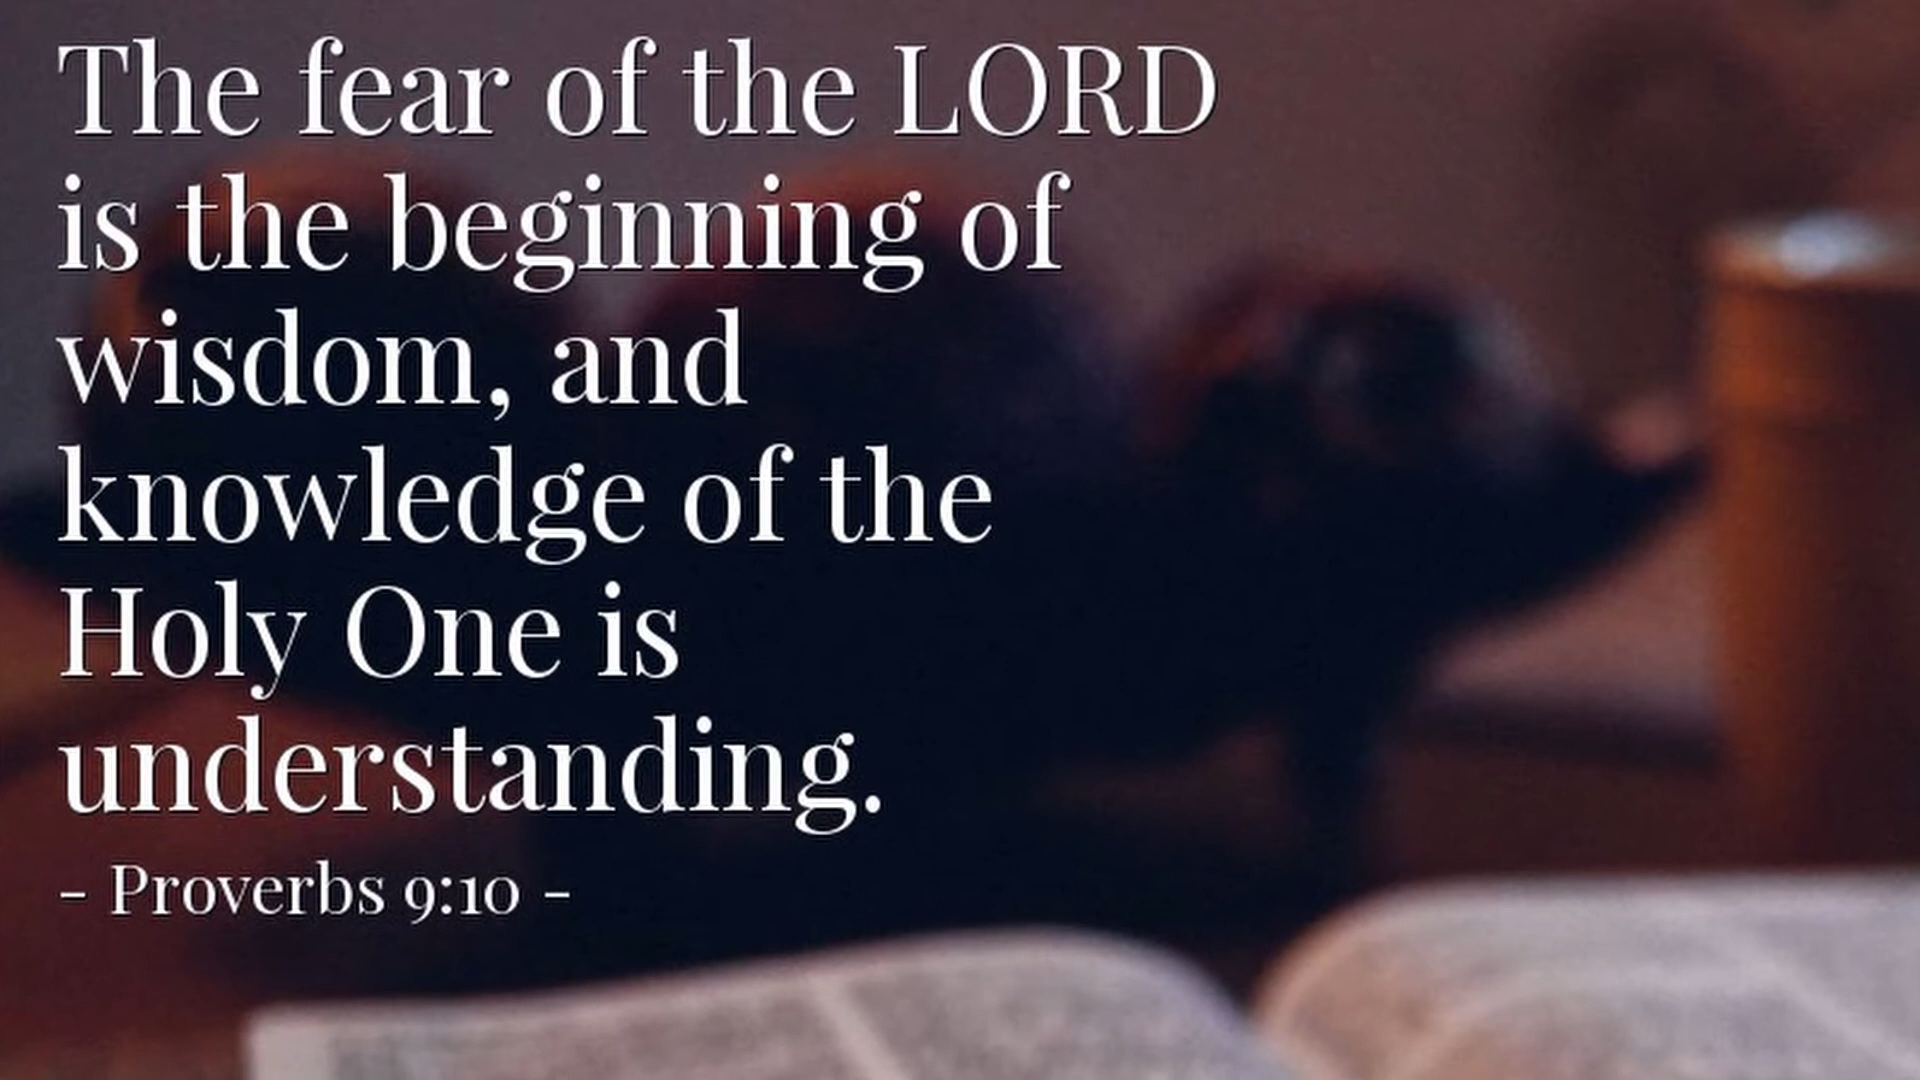 The fear of the LORD
is the beginning of
wisdom, and
knowledge of the
Holy One is
understanding.
- Proverbs 9:10 -